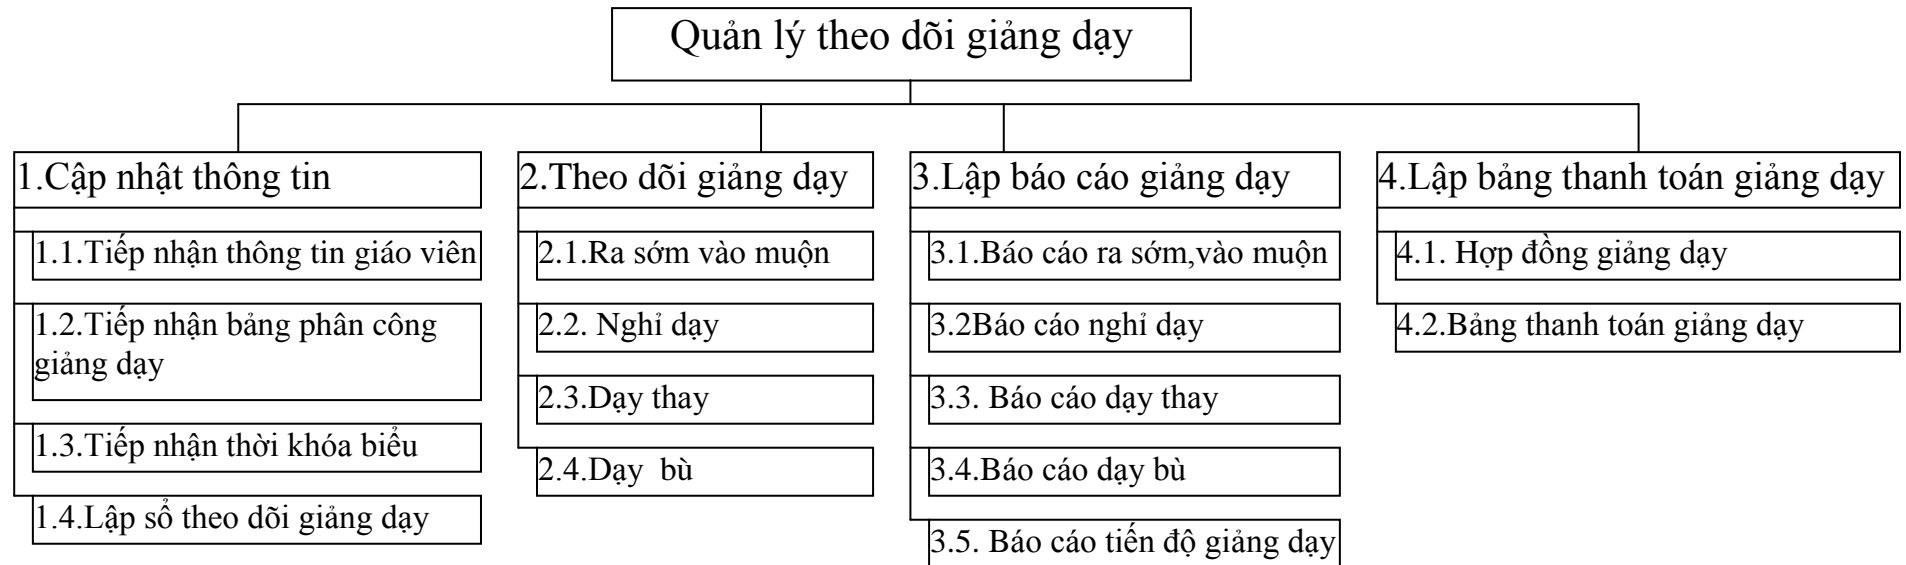 Quản lý theo dõi giảng dạy
1.Cập nhật thông tin
1.1.Tiếp nhận thông tin giáo viên
1.2.Tiếp nhận bảng phân công
giảng dạy
1.3.Tiếp nhận thời khóa biểu
1.4.Lập sổ theo dõi giảng dạy
2.Theo dõi giảng dạy
2.1.Ra sớm vào muộn
2.2. Nghỉ dạy
2.3.Dạy thay
2.4.Dạy bù
3.Lập báo cáo giảng dạy
3.1.Báo cáo ra sớm,vào muộn
3.2Báo cáo nghỉ dạy
3.3. Báo cáo dạy thay
3.4.Báo cáo dạy bù
3.5. Báo cáo tiến độ giảng dạy
4.Lập bảng thanh toán giảng dạy
4.1. Hợp đồng giảng dạy
4.2.Bảng thanh toán giảng dạy